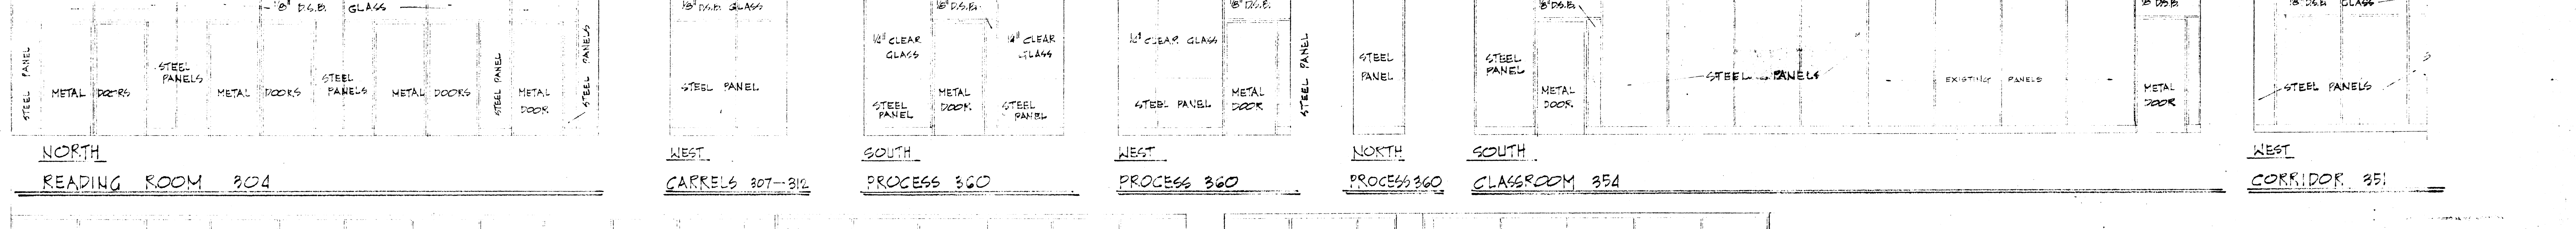 ⅛" D.S.B. GLASS
STEEL PANEL
METAL DOORS
STEEL
PANELS
METAL DOORS
STEEL
PANELS
METAL DOORS
STEEL PANEL
METAL
DOOR
STEEL PANELS
NORTH
READING ROOM 304
⅛" D.S.B. GLASS
STEEL PANEL
WEST
CARRELS 307-312
⅛" D.S.B.
¼" CLEAR
GLASS
¼" CLEAR
GLASS
STEEL
PANEL
METAL
DOOR
STEEL
PANEL
SOUTH
PROCESS 360
⅛" D.S.B.
¼" CLEAR GLASS
STEEL PANEL
METAL
DOOR
STEEL PANEL
WEST
PROCESS 360
STEEL
PANEL
NORTH
PROCESS 360
⅛" D.S.B.
STEEL
PANEL
METAL
DOOR
STEEL PANELS
EXISTING PANELS
⅛" D.S.B.
METAL
DOOR
SOUTH
CLASSROOM 354
⅛" D.S.B. GLASS
STEEL PANELS
WEST
CORRIDOR 351